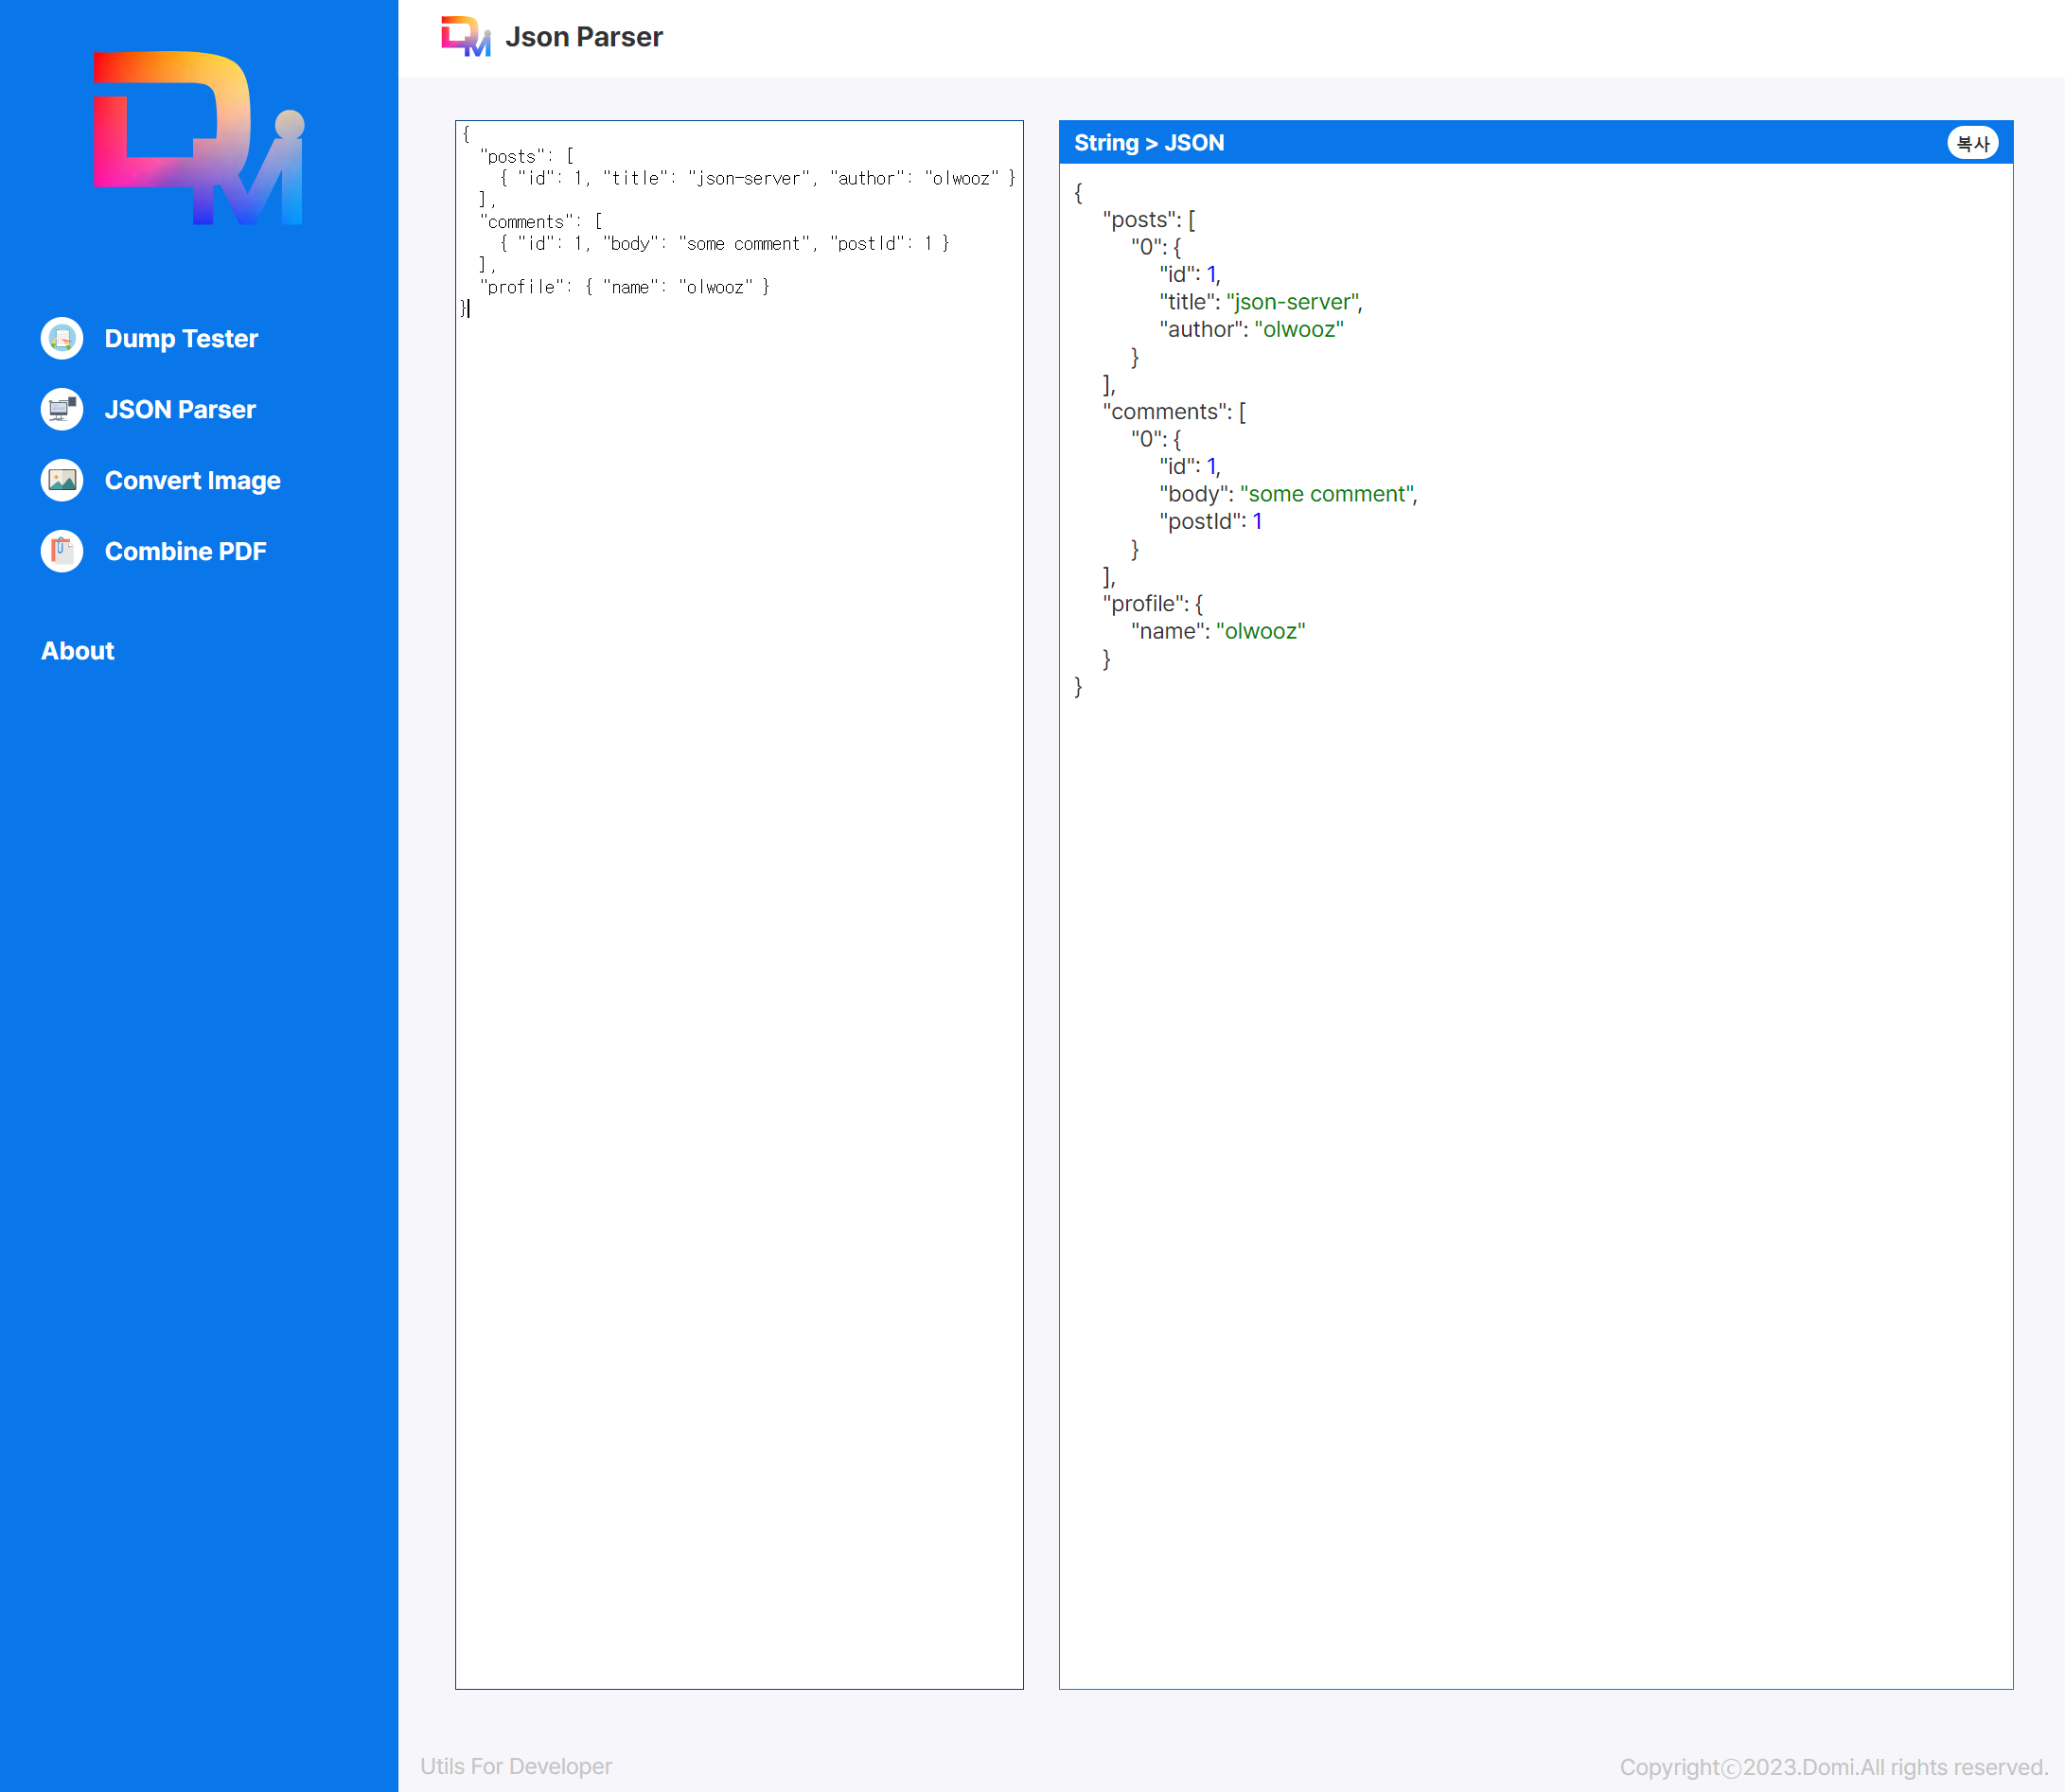 Dump Tester
JSON Parser
Convert Image
Combine PDF
About
Json Parser
{
  "posts": [
    { "id": 1, "title": "json-server", "author": "olwooz" }
  ],
  "comments": [
    { "id": 1, "body": "some comment", "postId": 1 }
  ],
  "profile": { "name": "olwooz" }
}
String > JSON
복사
{
  "posts": [
    "0": {
      "id": 1,
      "title": "json-server",
      "author": "olwooz"
    }
  ],
  "comments": [
    "0": {
      "id": 1,
      "body": "some comment",
      "postId": 1
    }
  ],
  "profile": {
    "name": "olwooz"
  }
}
Utils For Developer
Copyrightⓒ2023.Domi.All rights reserved.